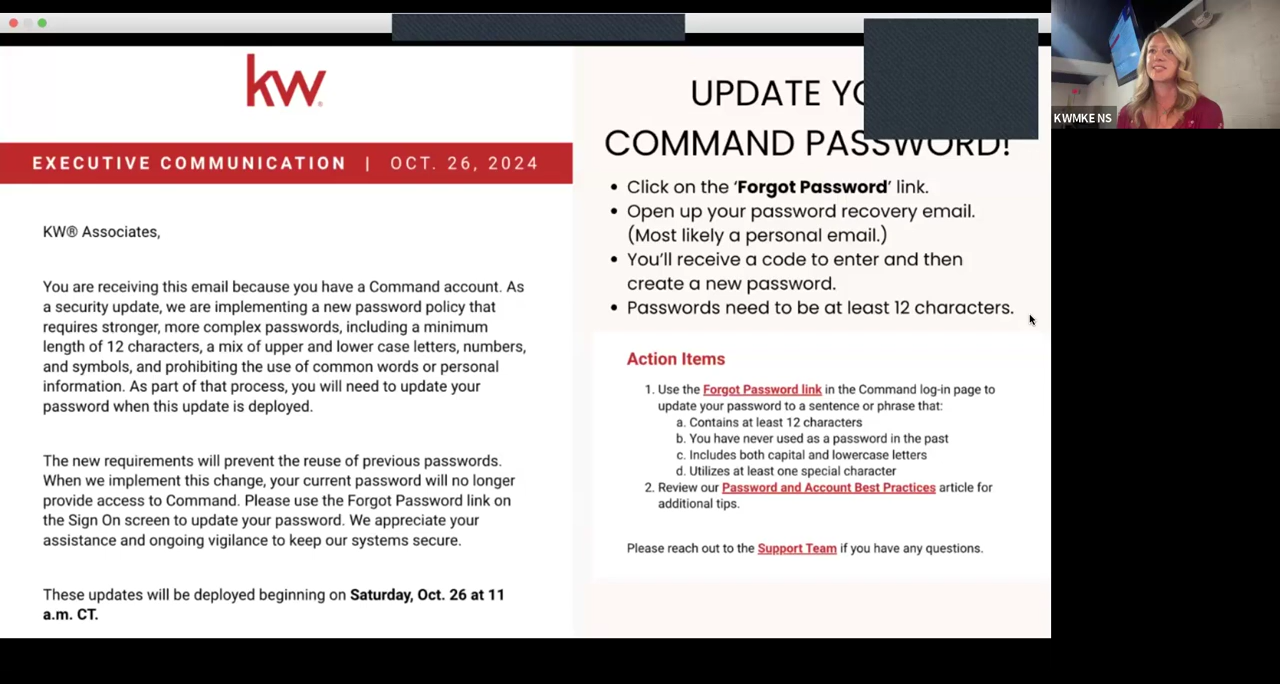 kw
EXECUTIVE COMMUNICATION | OCT. 26, 2024
KW® Associates,
You are receiving this email because you have a Command account. As
a security update, we are implementing a new password policy that
requires stronger, more complex passwords, including a minimum
length of 12 characters, a mix of upper and lower case letters, numbers,
and symbols, and prohibiting the use of common words or personal
information. As part of that process, you will need to update your
password when this update is deployed.
The new requirements will prevent the reuse of previous passwords.
When we implement this change, your current password will no longer
provide access to Command. Please use the Forgot Password link on
the Sign On screen to update your password. We appreciate your
assistance and ongoing vigilance to keep our systems secure.
These updates will be deployed beginning on Saturday, Oct. 26 at 11
a.m. CT.
UPDATE
COMMAND PASSWORD!
• Click on the ‘Forgot Password’ link.
• Open up your password recovery email.
(Most likely a personal email.)
• You’ll receive a code to enter and then
create a new password.
• Passwords need to be at least 12 characters.
Action Items
1. Use the Forgot Password link in the Command log-in page to
update your password to a sentence or phrase that:
a. Contains at least 12 characters
b. You have never used as a password in the past
c. Includes both capital and lowercase letters
d. Utilizes at least one special character
2. Review our Password and Account Best Practices article for
additional tips.
Please reach out to the Support Team if you have any questions.
KWMKE NS